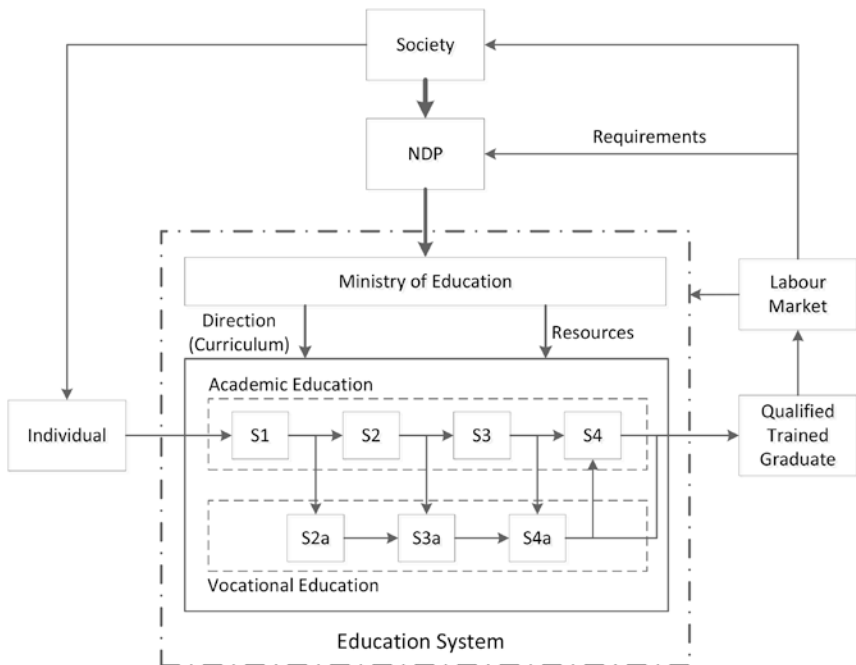 Society
NDP
Requirements
Ministry of Education
Labour
Market
Direction
(Curriculum)
Resources
Academic Education
Individual
S1
S2
S3
S4
Qualified
Trained
Graduate
S2a
S3a
S4a
Vocational Education
Education System